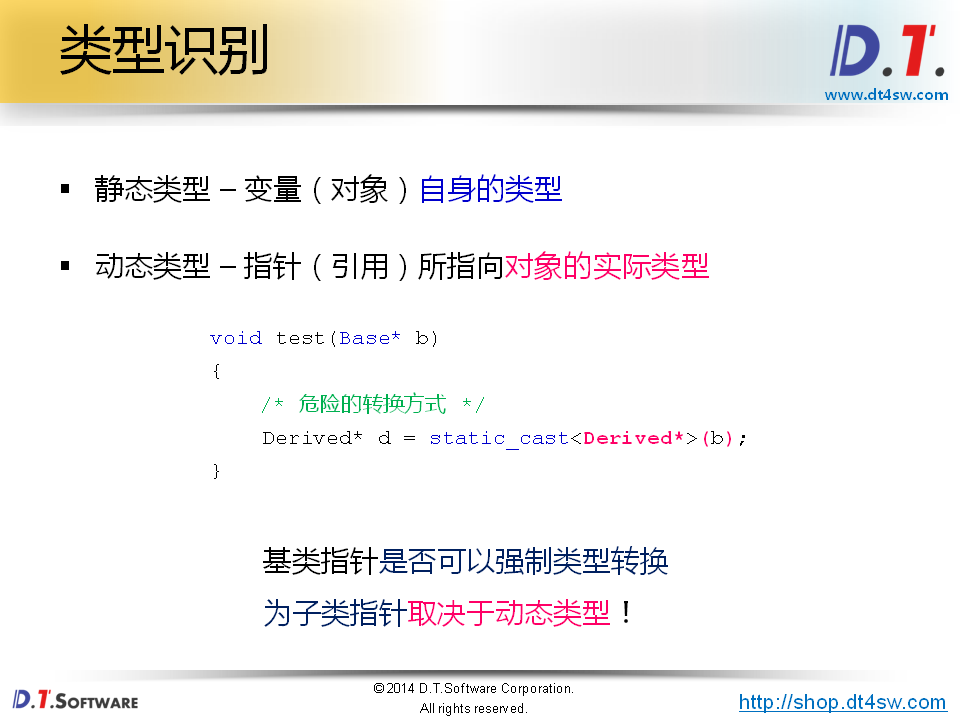 类型识别
D.T.
www.dt4sw.com
▪ 静态类型 – 变量（对象）自身的类型
▪ 动态类型 – 指针（引用）所指向对象的实际类型
void test(Base* b)
{
/* 危险的转换方式 */
Derived* d = static_cast<Derived*>(b);
}
基类指针是否可以强制类型转换
为子类指针取决于动态类型！
©2014 D.T.Software Corporation.
All rights reserved.
D.T.SOFTWARE
http://shop.dt4sw.com